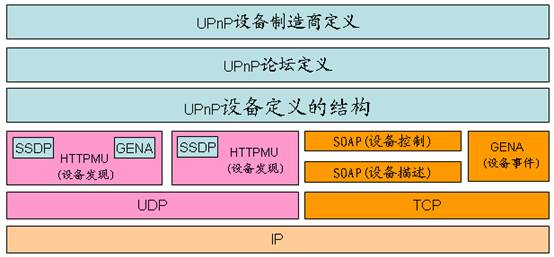 UPnP设备制造商定义
UPnP论坛定义
UPnP设备定义的结构
SSDP
HTTPMU
(设备发现)
GENA
SSDP
HTTPMU
(设备发现)
SOAP(设备控制)
SOAP(设备描述)
GENA
(设备事件)
UDP
TCP
IP